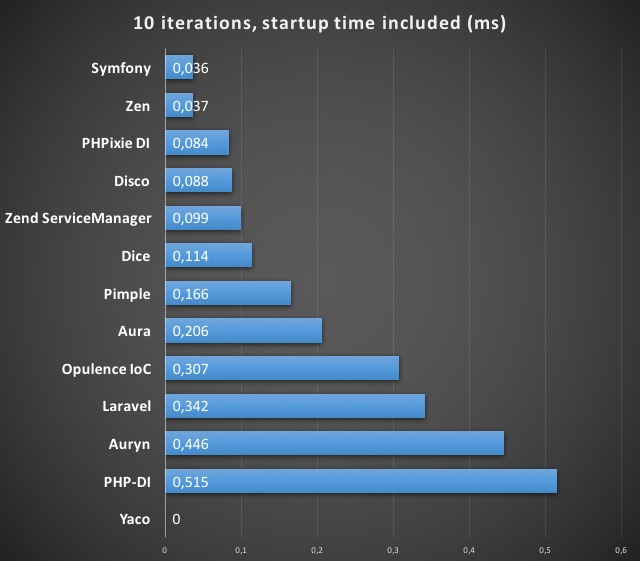 10 iterations, startup time included (ms)
Symfony 0,036
Zen 0,037
PHPixie DI 0,084
Disco 0,088
Zend ServiceManager 0,099
Dice 0,114
Pimple 0,166
Aura 0,206
Opulence IoC 0,307
Laravel 0,342
Auryn 0,446
PHP-DI 0,515
Yaco 0
0 0,1 0,2 0,3 0,4 0,5 0,6